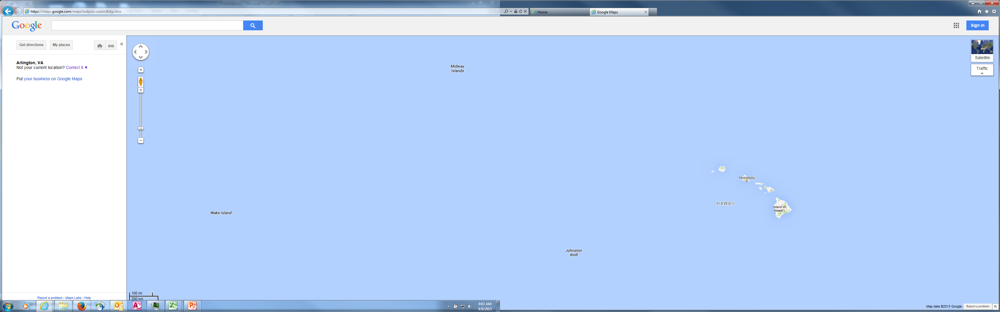 https://maps.google.com/maps?output=classic&dg=brw
Home
Google Maps
Google
Sign in
Get directions
My places
Arlington, VA
Not your current location? Correct it ▼
Put your business on Google Maps
Midway
Islands
Satellite
Traffic
Honolulu
HAWAII
Island of
Hawai'i
Wake Island
Johnston
Atoll
100 mi
200 km
Report a problem - Maps Labs - Help
9:03 AM
4/9/2015
Map data ©2015 Google - Report a problem